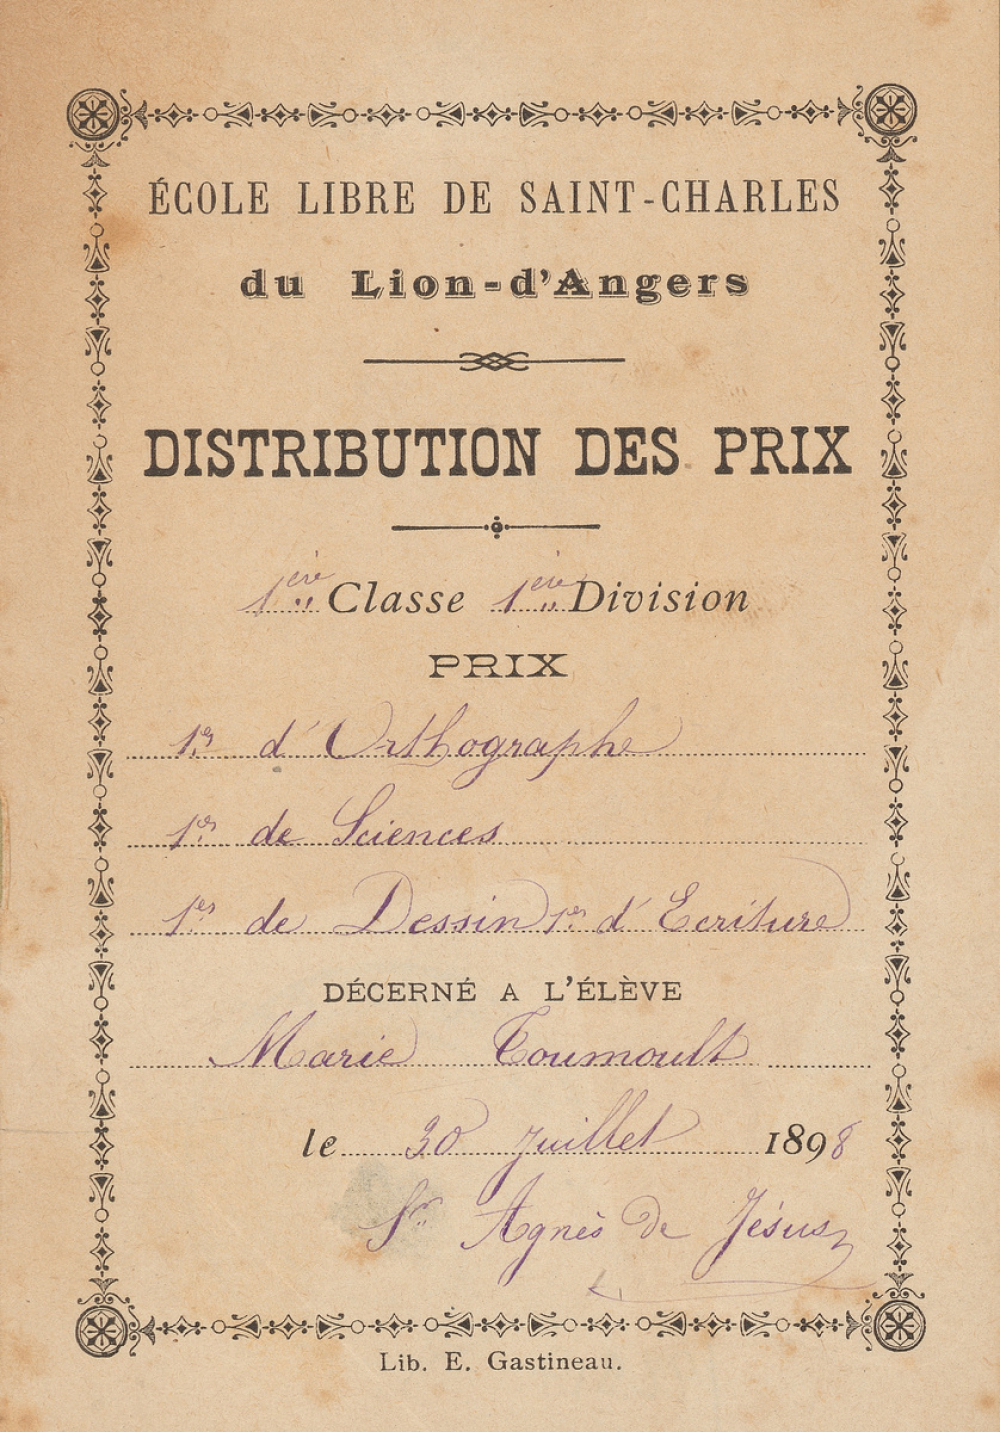 ÉCOLE LIBRE DE SAINT-CHARLES
du Lion-d'Angers
DISTRIBUTION DES PRIX
1ère Classe 1ère Division
PRIX
1er d'Orthographe
1er de Sciences
1er de Dessin 1er d'Ecriture
DÉCERNÉ A L'ÉLÈVE
Marie Toumoult
le 30 Juillet 1898
Sr Agnès de Jésus
Lib. E. Gastineau.